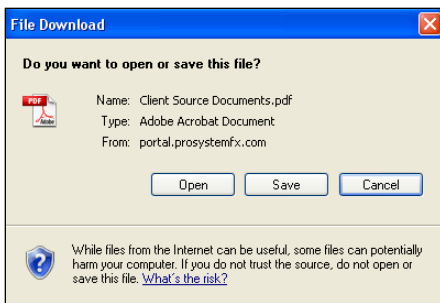 File Download
Do you want to open or save this file?
PDF
Adobe
Name: Client Source Documents.pdf
Type: Adobe Acrobat Document
From: portal.prosystemfx.com
Open Save Cancel
While files from the Internet can be useful, some files can potentially
harm your computer. If you do not trust the source, do not open or
save this file. What's the risk?